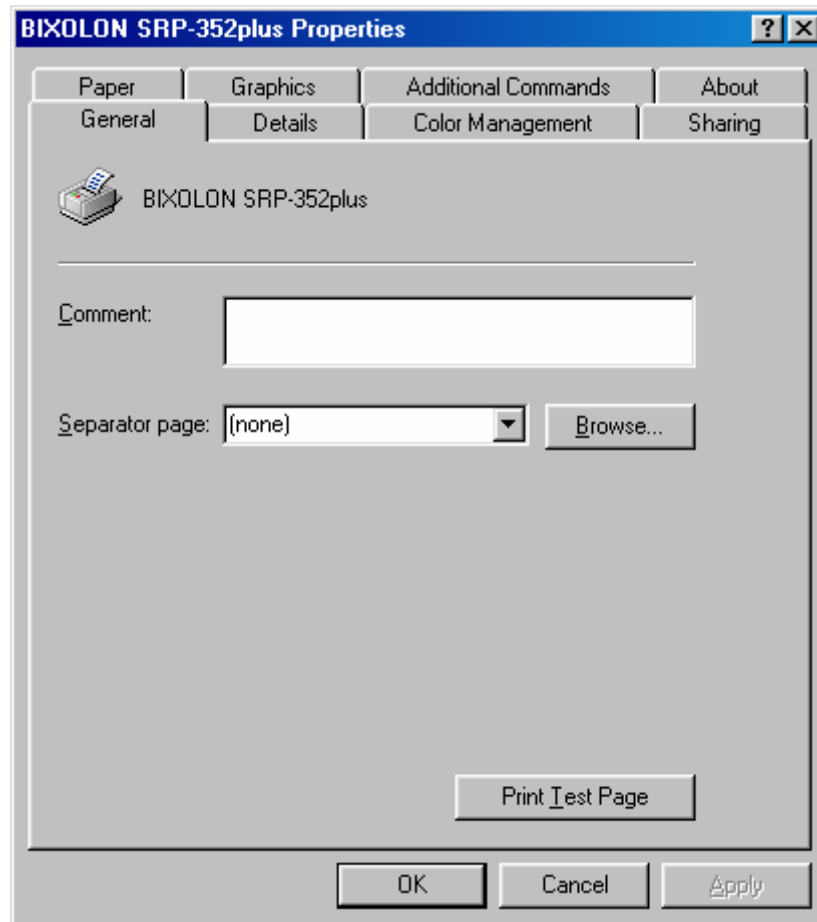 BIXOLON SRP-352plus Properties
Paper Graphics Additional Commands About
General Details Color Management Sharing
BIXOLON SRP-352plus
Comment:
Separator page: (none) Browse...
Print Test Page
OK Cancel Apply